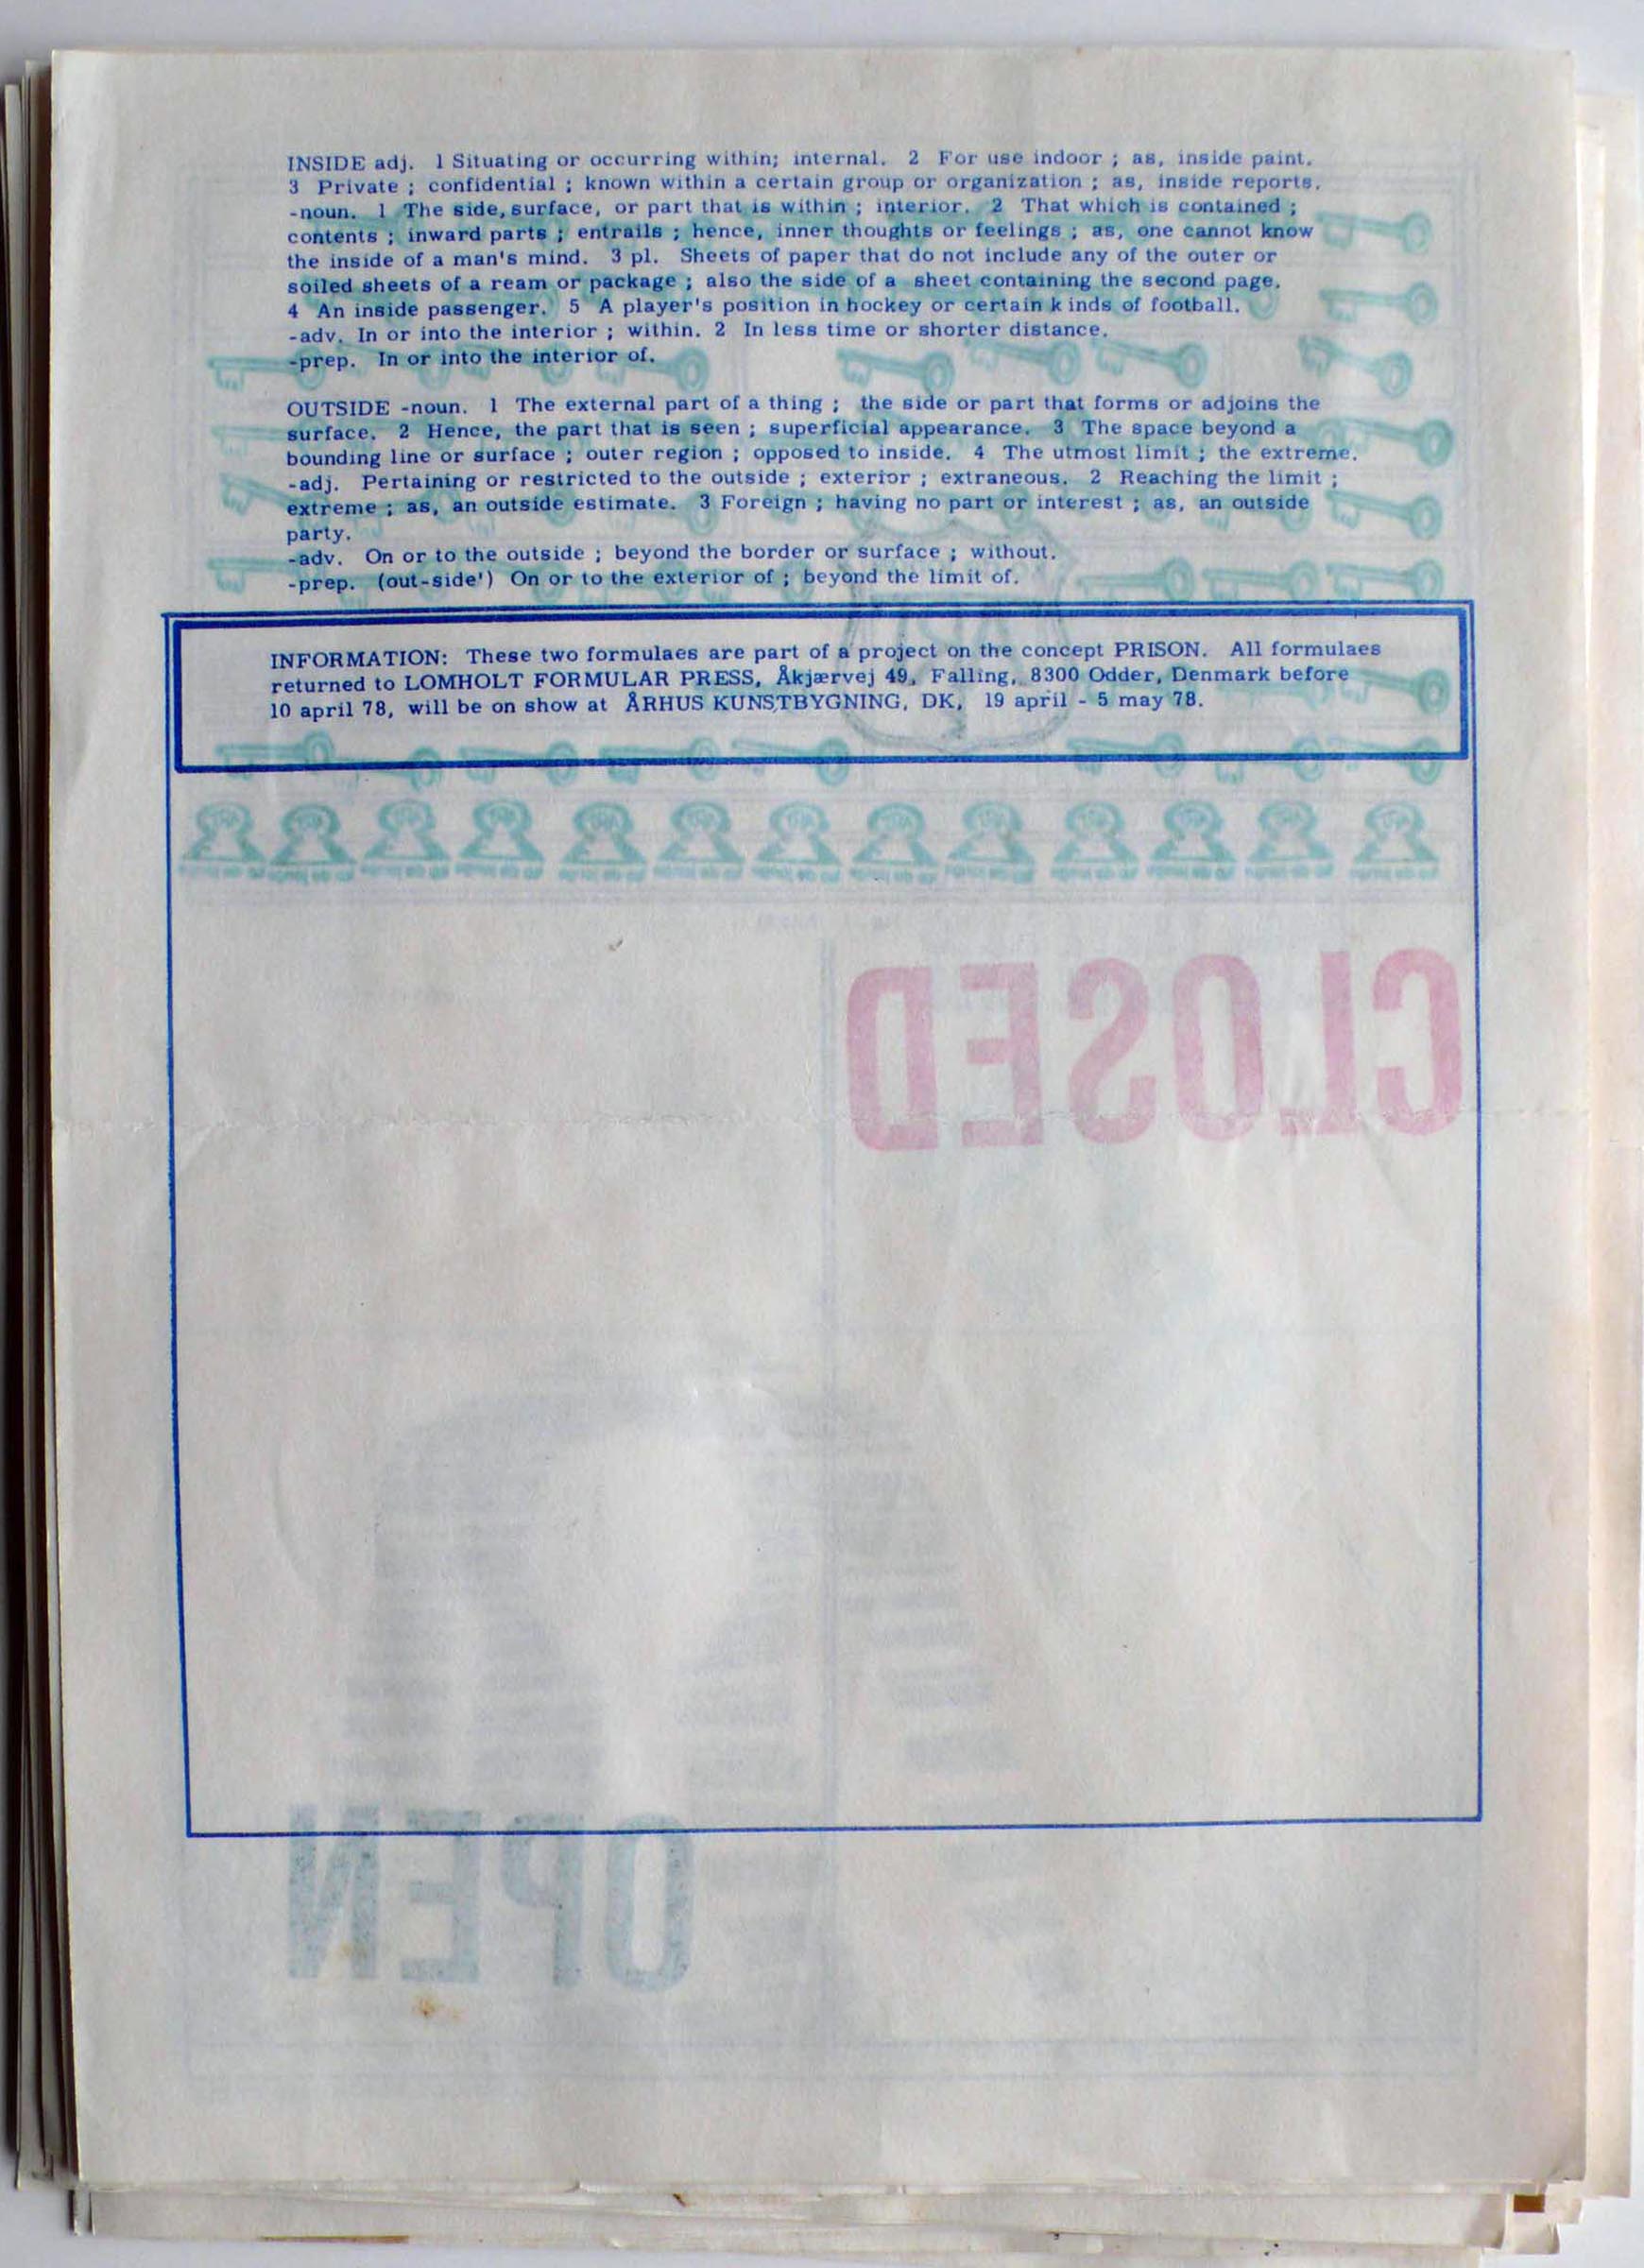 INSIDE adj. 1 Situating or occurring within; internal. 2 For use indoor ; as, inside paint.
3 Private ; confidential ; known within a certain group or organization ; as, inside reports.
-noun. 1 The side, surface, or part that is within ; interior. 2 That which is contained ;
contents ; inward parts ; entrails ; hence, inner thoughts or feelings ; as, one cannot know
the inside of a man's mind. 3 pl. Sheets of paper that do not include any of the outer or
soiled sheets of a ream or package ; also the side of a sheet containing the second page.
4 An inside passenger. 5 A player's position in hockey or certain k inds of football.
-adv. In or into the interior ; within. 2 In less time or shorter distance.
-prep. In or into the interior of.
OUTSIDE -noun. 1 The external part of a thing ; the side or part that forms or adjoins the
surface. 2 Hence, the part that is seen ; superficial appearance. 3 The space beyond a
bounding line or surface ; outer region ; opposed to inside. 4 The utmost limit ; the extreme.
-adj. Pertaining or restricted to the outside ; exterior ; extraneous. 2 Reaching the limit ;
extreme ; as, an outside estimate. 3 Foreign ; having no part or interest ; as, an outside
party.
-adv. On or to the outside ; beyond the border or surface ; without.
-prep. (out-side') On or to the exterior of ; beyond the limit of.
INFORMATION: These two formulaes are part of a project on the concept PRISON. All formulaes
returned to LOMHOLT FORMULAR PRESS, Åkjærvej 49, Falling, 8300 Odder, Denmark before
10 april 78, will be on show at ÅRHUS KUNSTBYGNING, DK, 19 april - 5 may 78.
CLOSED
OPEN